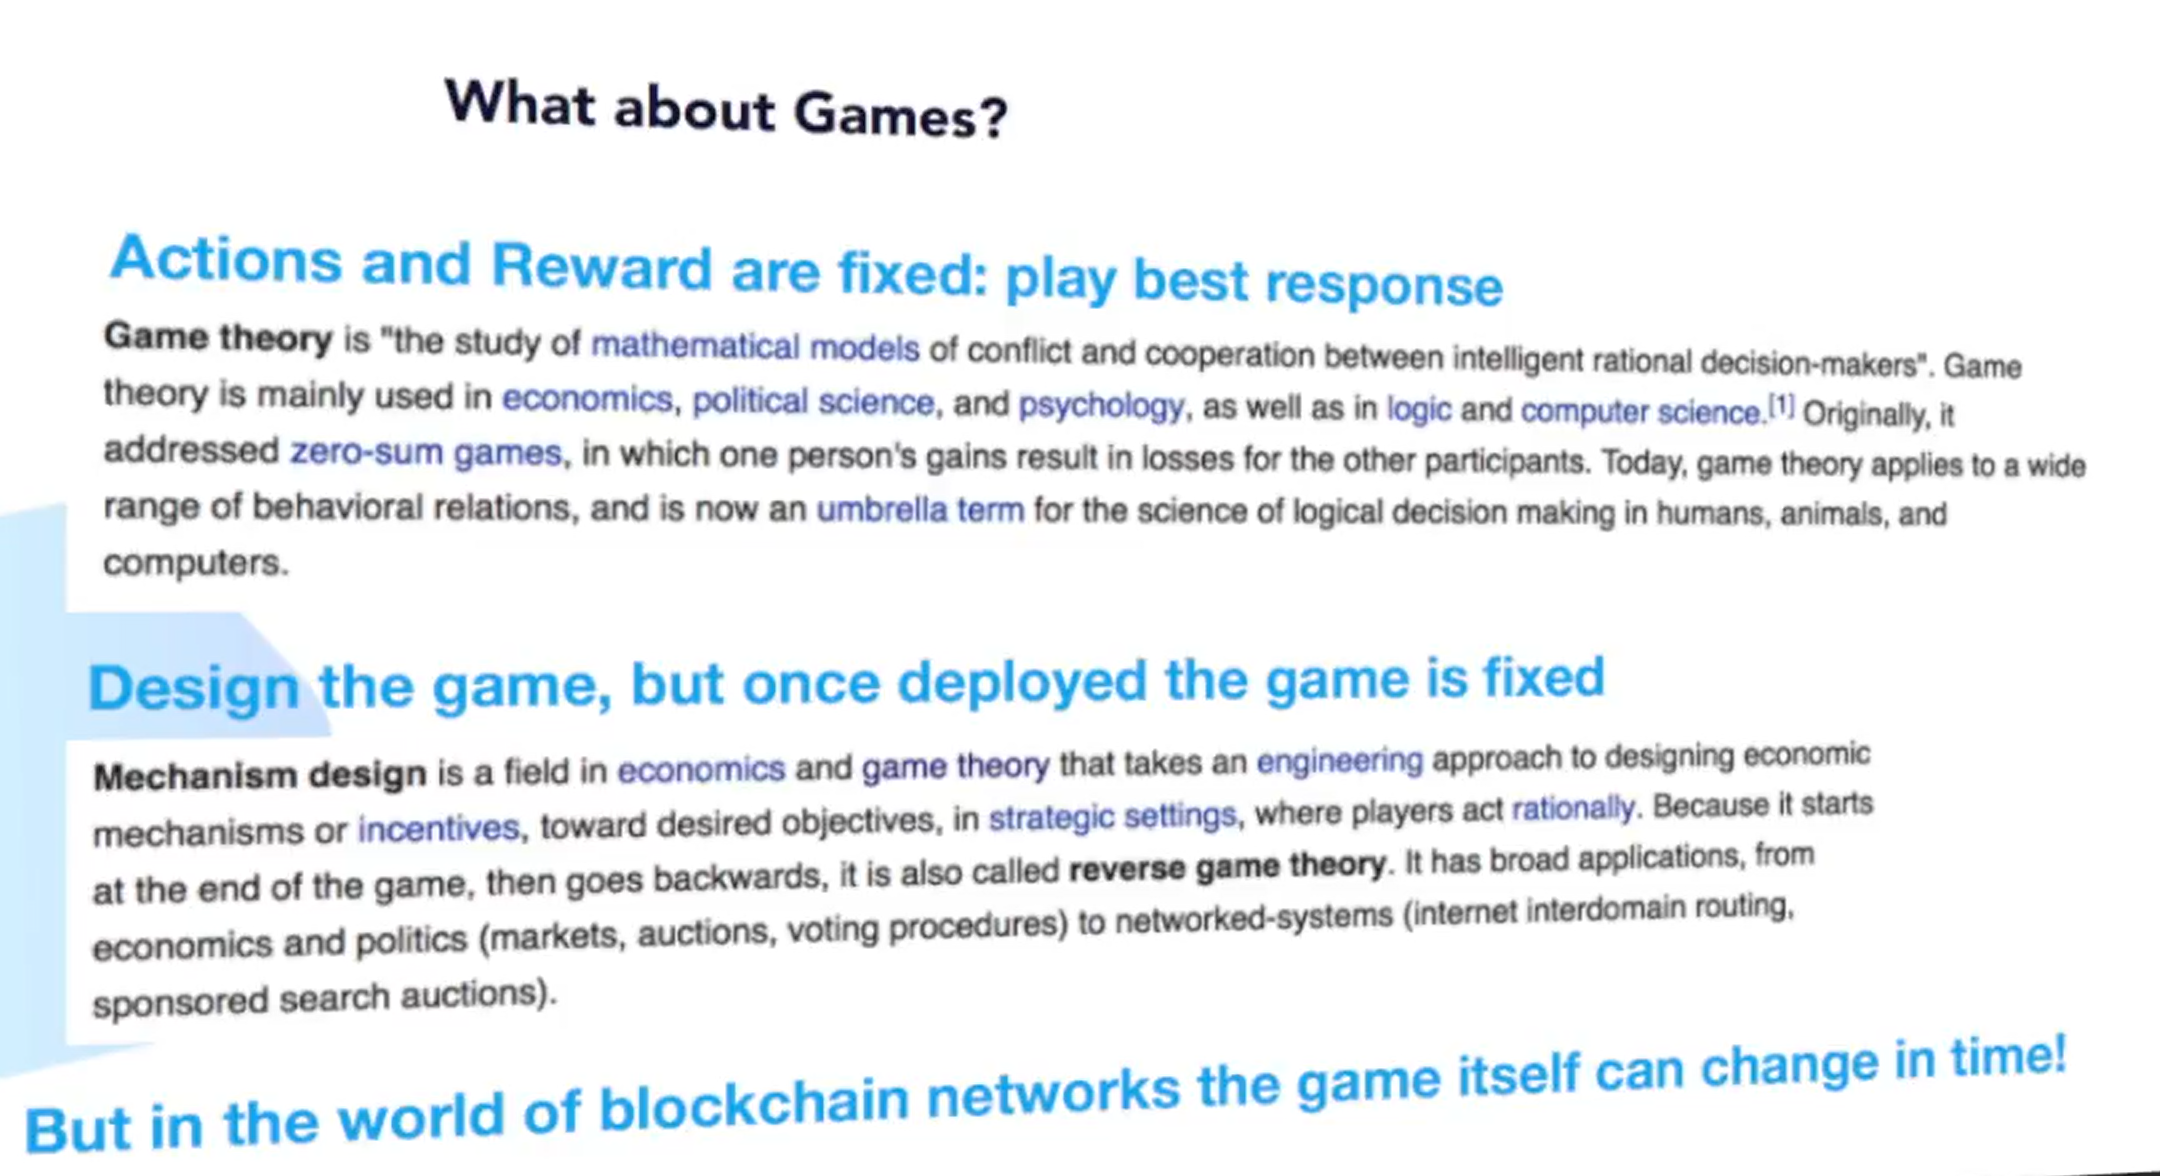 What about Games?
Actions and Reward are fixed: play best response
Game theory is "the study of mathematical models of conflict and cooperation between intelligent rational decision-makers". Game
theory is mainly used in economics, political science, and psychology, as well as in logic and computer science.[1] Originally, it
addressed zero-sum games, in which one person's gains result in losses for the other participants. Today, game theory applies to a wide
range of behavioral relations, and is now an umbrella term for the science of logical decision making in humans, animals, and
computers.
Design the game, but once deployed the game is fixed
Mechanism design is a field in economics and game theory that takes an engineering approach to designing economic
mechanisms or incentives, toward desired objectives, in strategic settings, where players act rationally. Because it starts
at the end of the game, then goes backwards, it is also called reverse game theory. It has broad applications, from
economics and politics (markets, auctions, voting procedures) to networked-systems (internet interdomain routing,
sponsored search auctions).
But in the world of blockchain networks the game itself can change in time!